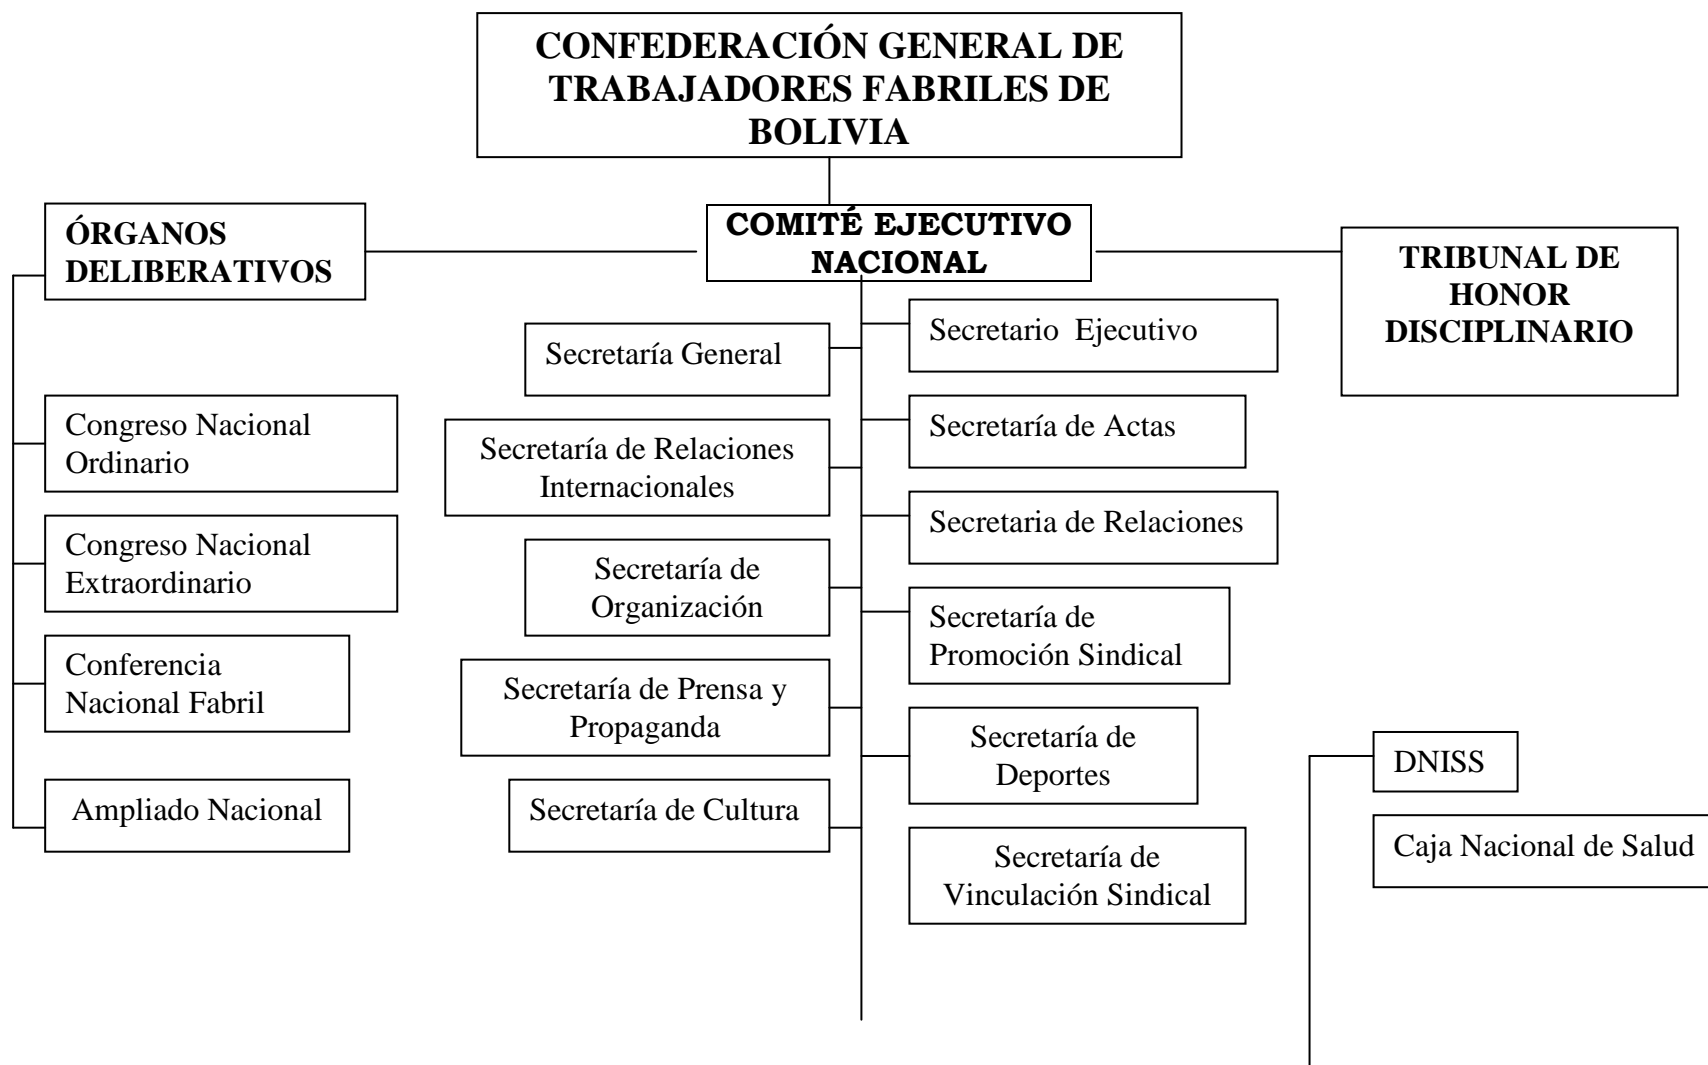 CONFEDERACIÓN GENERAL DE
TRABAJADORES FABRILES DE
BOLIVIA
ÓRGANOS
DELIBERATIVOS
COMITÉ EJECUTIVO
NACIONAL
TRIBUNAL DE
HONOR
DISCIPLINARIO
Congreso Nacional
Ordinario
Congreso Nacional
Extraordinario
Conferencia
Nacional Fabril
Ampliado Nacional
Secretaría General
Secretaría de Relaciones
Internacionales
Secretaría de
Organización
Secretaría de Prensa y
Propaganda
Secretaría de Cultura
Secretario Ejecutivo
Secretaría de Actas
Secretaria de Relaciones
Secretaría de
Promoción Sindical
Secretaría de
Deportes
Secretaría de
Vinculación Sindical
DNISS
Caja Nacional de Salud